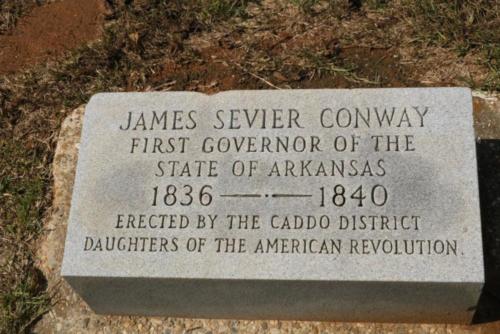 JAMES SEVIER CONWAY
FIRST GOVERNOR OF THE
STATE OF ARKANSAS
1836 —·— 1840
ERECTED BY THE CADDO DISTRICT
DAUGHTERS OF THE AMERICAN REVOLUTION.